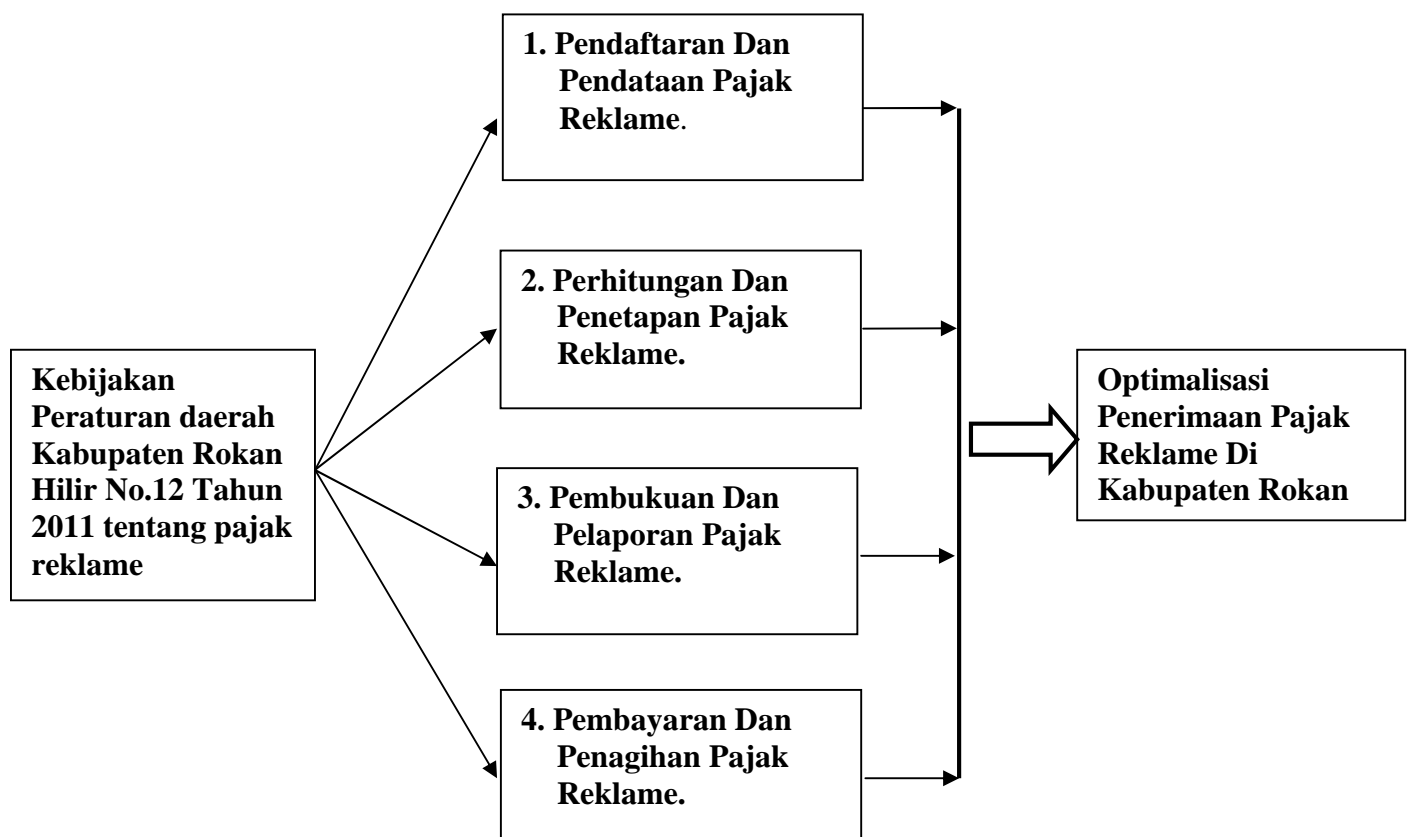 1. Pendaftaran Dan
Pendataan Pajak
Reklame.
2. Perhitungan Dan
Penetapan Pajak
Reklame.
Kebijakan
Peraturan daerah
Kabupaten Rokan
Hilir No.12 Tahun
2011 tentang pajak
reklame
Optimalisasi
Penerimaan Pajak
Reklame Di
Kabupaten Rokan
3. Pembukuan Dan
Pelaporan Pajak
Reklame.
4. Pembayaran Dan
Penagihan Pajak
Reklame.